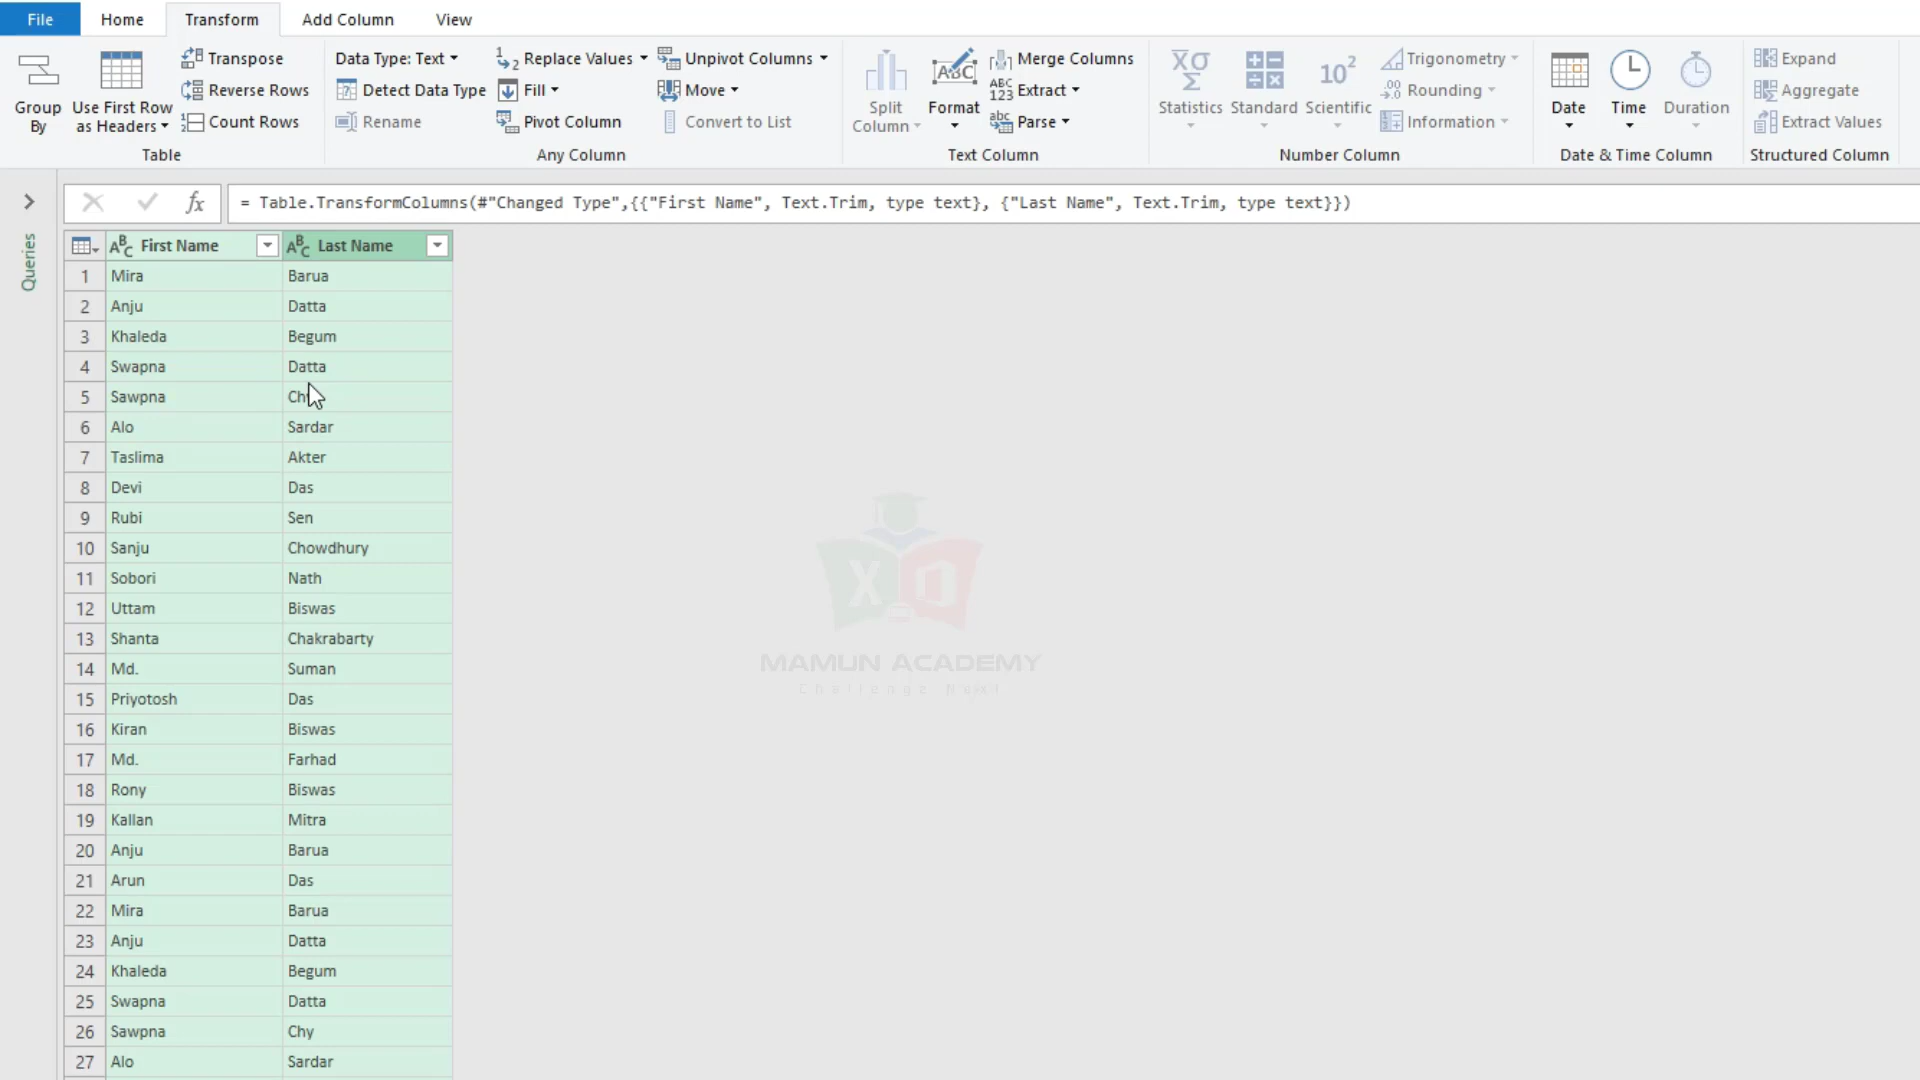 File Home Transform Add Column View
Transpose Data Type: Text Replace Values Unpivot Columns Merge Columns Trigonometry Expand
Reverse Rows Detect Data Type Fill Move Extract Rounding Aggregate
Group By Use First Row as Headers Count Rows Rename Pivot Column Convert to List Split Column Format Parse Statistics Standard Scientific Information Date Time Duration Extract Values
Table Any Column Text Column Number Column Date & Time Column Structured Column
fx = Table.TransformColumns(#"Changed Type",{{"First Name", Text.Trim, type text}, {"Last Name", Text.Trim, type text}})
Queries
ABC First Name ABC Last Name
1 Mira Barua
2 Anju Datta
3 Khaleda Begum
4 Swapna Datta
5 Sawpna
6 Alo Sardar
7 Taslima Akter
8 Devi Das
9 Rubi Sen
10 Sanju Chowdhury
11 Sobori Nath
12 Uttam Biswas
13 Shanta Chakrabarty
14 Md. Suman
15 Priyotosh Das
16 Kiran Biswas
17 Md. Farhad
18 Rony Biswas
19 Kallan Mitra
20 Anju Barua
21 Arun Das
22 Mira Barua
23 Anju Datta
24 Khaleda Begum
25 Swapna Datta
26 Sawpna Chy
27 Alo Sardar
MAMUN ACADEMY
Challenge Next